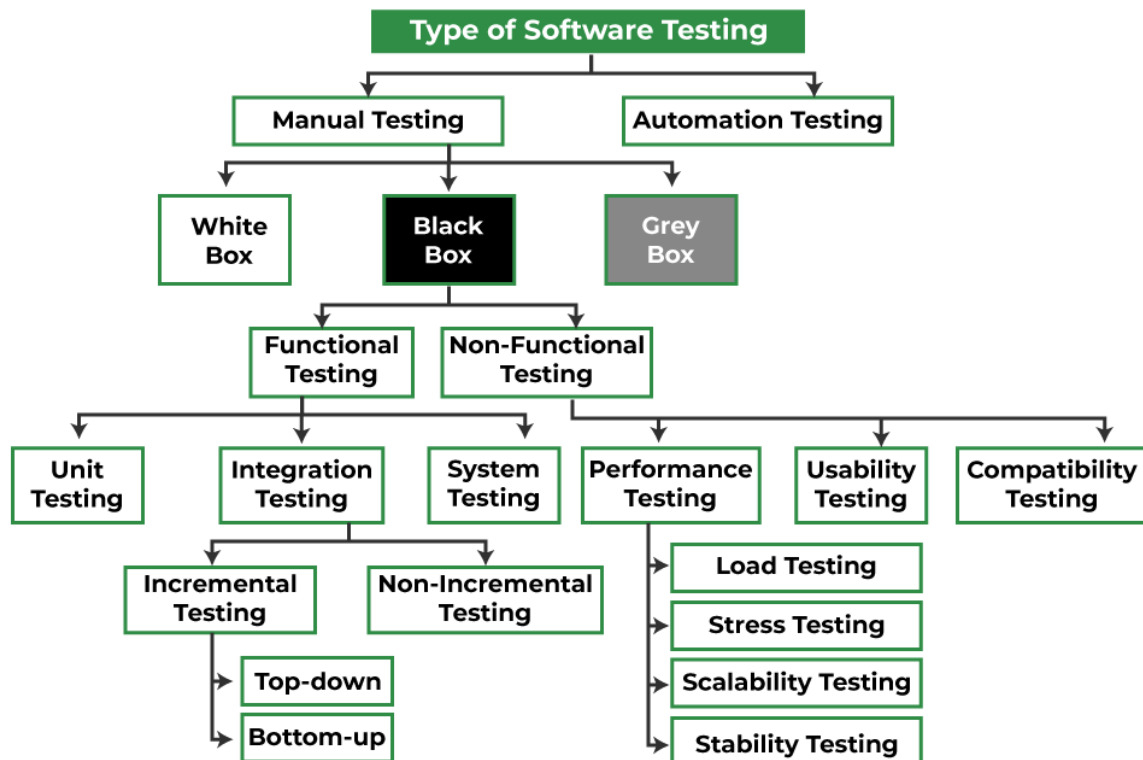 Type of Software Testing
Manual Testing
Automation Testing
White
Box
Black
Box
Grey
Box
Functional
Testing
Non-Functional
Testing
Unit
Testing
Integration
Testing
System
Testing
Performance
Testing
Usability
Testing
Compatibility
Testing
Incremental
Testing
Non-Incremental
Testing
Top-down
Bottom-up
Load Testing
Stress Testing
Scalability Testing
Stability Testing